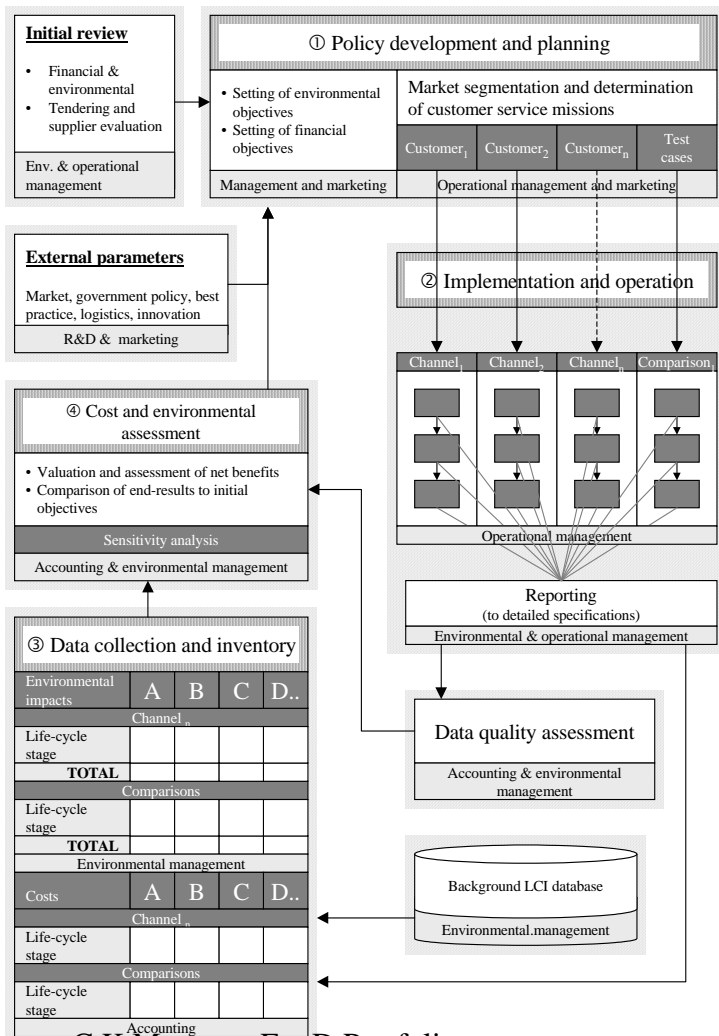 Initial review
• Financial &
environmental
• Tendering and
supplier evaluation
Env. & operational
management
① Policy development and planning
• Setting of environmental
objectives
• Setting of financial
objectives
Management and marketing
Market segmentation and determination
of customer service missions
Customer1
Customer2
Customern
Test
cases
Operational management and marketing
External parameters
Market, government policy, best
practice, logistics, innovation
R&D & marketing
② Implementation and operation
Channel1
Channel2
Channeln
Comparison1
Operational management
Reporting
(to detailed specifications)
Environmental & operational management
④ Cost and environmental
assessment
• Valuation and assessment of net benefits
• Comparison of end-results to initial
objectives
Sensitivity analysis
Accounting & environmental management
Data quality assessment
Accounting & environmental
management
③ Data collection and inventory
Environmental
impacts
A B C D..
Channel n
Life-cycle
stage
TOTAL
Comparisons
Life-cycle
stage
TOTAL
Environmental management
Costs
A B C D..
Channel n
Life-cycle
stage
Comparisons
Life-cycle
stage
Accounting
Background LCI database
Environmental.management